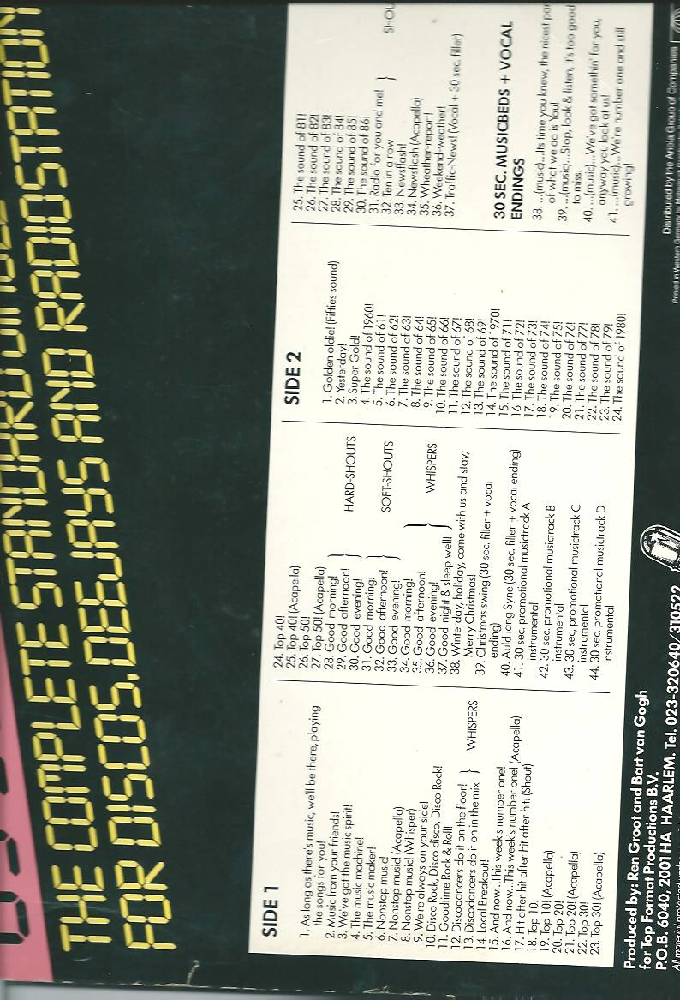 THE COMPLETE STANDARD
FOR DISCOS, DEEJAYS AND RADIOSTATION
SIDE 1
1. As long as there's music, we'll be there, playing
the songs for you!
2. Music from your friends!
3. We've got the music spirit!
4. The music machine!
5. The music maker!
6. Nonstop music!
7. Nonstop music! (Acapella)
8. Nonstop music! (Whisper)
9. We're always on your side!
10. Disco Rock, Disco disco, Disco Rock!
11. Goodtime Rock & Roll!
12. Discodancers do it on the floor!
13. Discodancers do it on in the mix!
WHISPERS
14. Local Breakout!
15. And now...This week's number one!
16. And now...This week's number one! (Acapella)
17. Hit after hit after hit after hit! (Shout)
18. Top 10!
19. Top 10! (Acapella)
20. Top 20!
21. Top 20! (Acapella)
22. Top 30!
23. Top 30! (Acapella)
24. Top 40!
25. Top 40! (Acapella)
26. Top 50!
27. Top 50! (Acapella)
28. Good morning!
29. Good afternoon!
30. Good evening!
HARD-SHOUTS
31. Good morning!
32. Good afternoon!
33. Good evening!
SOFT-SHOUTS
34. Good morning!
35. Good afternoon!
36. Good evening!
37. Good night & sleep well!
WHISPERS
38. Winterday, holiday, come with us and stay,
Merry Christmas!
39. Christmas swing (30 sec. filler + vocal
ending)
40. Auld lang Syne (30 sec. filler + vocal ending)
41. 30 sec. promotional musictrack A
instrumental
42. 30 sec. promotional musictrack B
instrumental
43. 30 sec, promotional musictrack C
instrumental
44. 30 sec. promotional musictrack D
instrumental
SIDE 2
1. Golden oldie! (Fifties sound)
2. Yesterday!
3. Super Gold!
4. The sound of 1960!
5. The sound of 61!
6. The sound of 62!
7. The sound of 63!
8. The sound of 64!
9. The sound of 65!
10. The sound of 66!
11. The sound of 67!
12. The sound of 68!
13. The sound of 69!
14. The sound of 1970!
15. The sound of 71!
16. The sound of 72!
17. The sound of 73!
18. The sound of 74!
19. The sound of 75!
20. The sound of 76!
21. The sound of 77!
22. The sound of 78!
23. The sound of 79!
24. The sound of 1980!
25. The sound of 81!
26. The sound of 82!
27. The sound of 83!
28. The sound of 84!
29. The sound of 85!
30. The sound of 86!
31. Radio for you and me!
32. Ten in a row
SHOU
33. Newsflash!
34. Newsflash (Acapella)
35. Wheather-report!
36. Weekend-weather!
37. Traffic-News! (Vocal + 30 sec. filler)
30 SEC. MUSICBEDS + VOCAL
ENDINGS
38. ...(music)...Its time you knew, the nicest par
of what we do is You!
39. ...(music)...Stop, look & listen, it's too good
to miss!
40. ...(music)...We've got somethin' for you,
anyway you look at us!
41. ...(music)...We're number one and still
growing!
Produced by: Ren Groot and Bart van Gogh
for Top Format Productions B.V.
P.O.B. 6040, 2001 HA HAARLEM. Tel. 023-320640/310522
All material protected
Distributed by the Ariola Group of Companies
Printed in Western Germany by